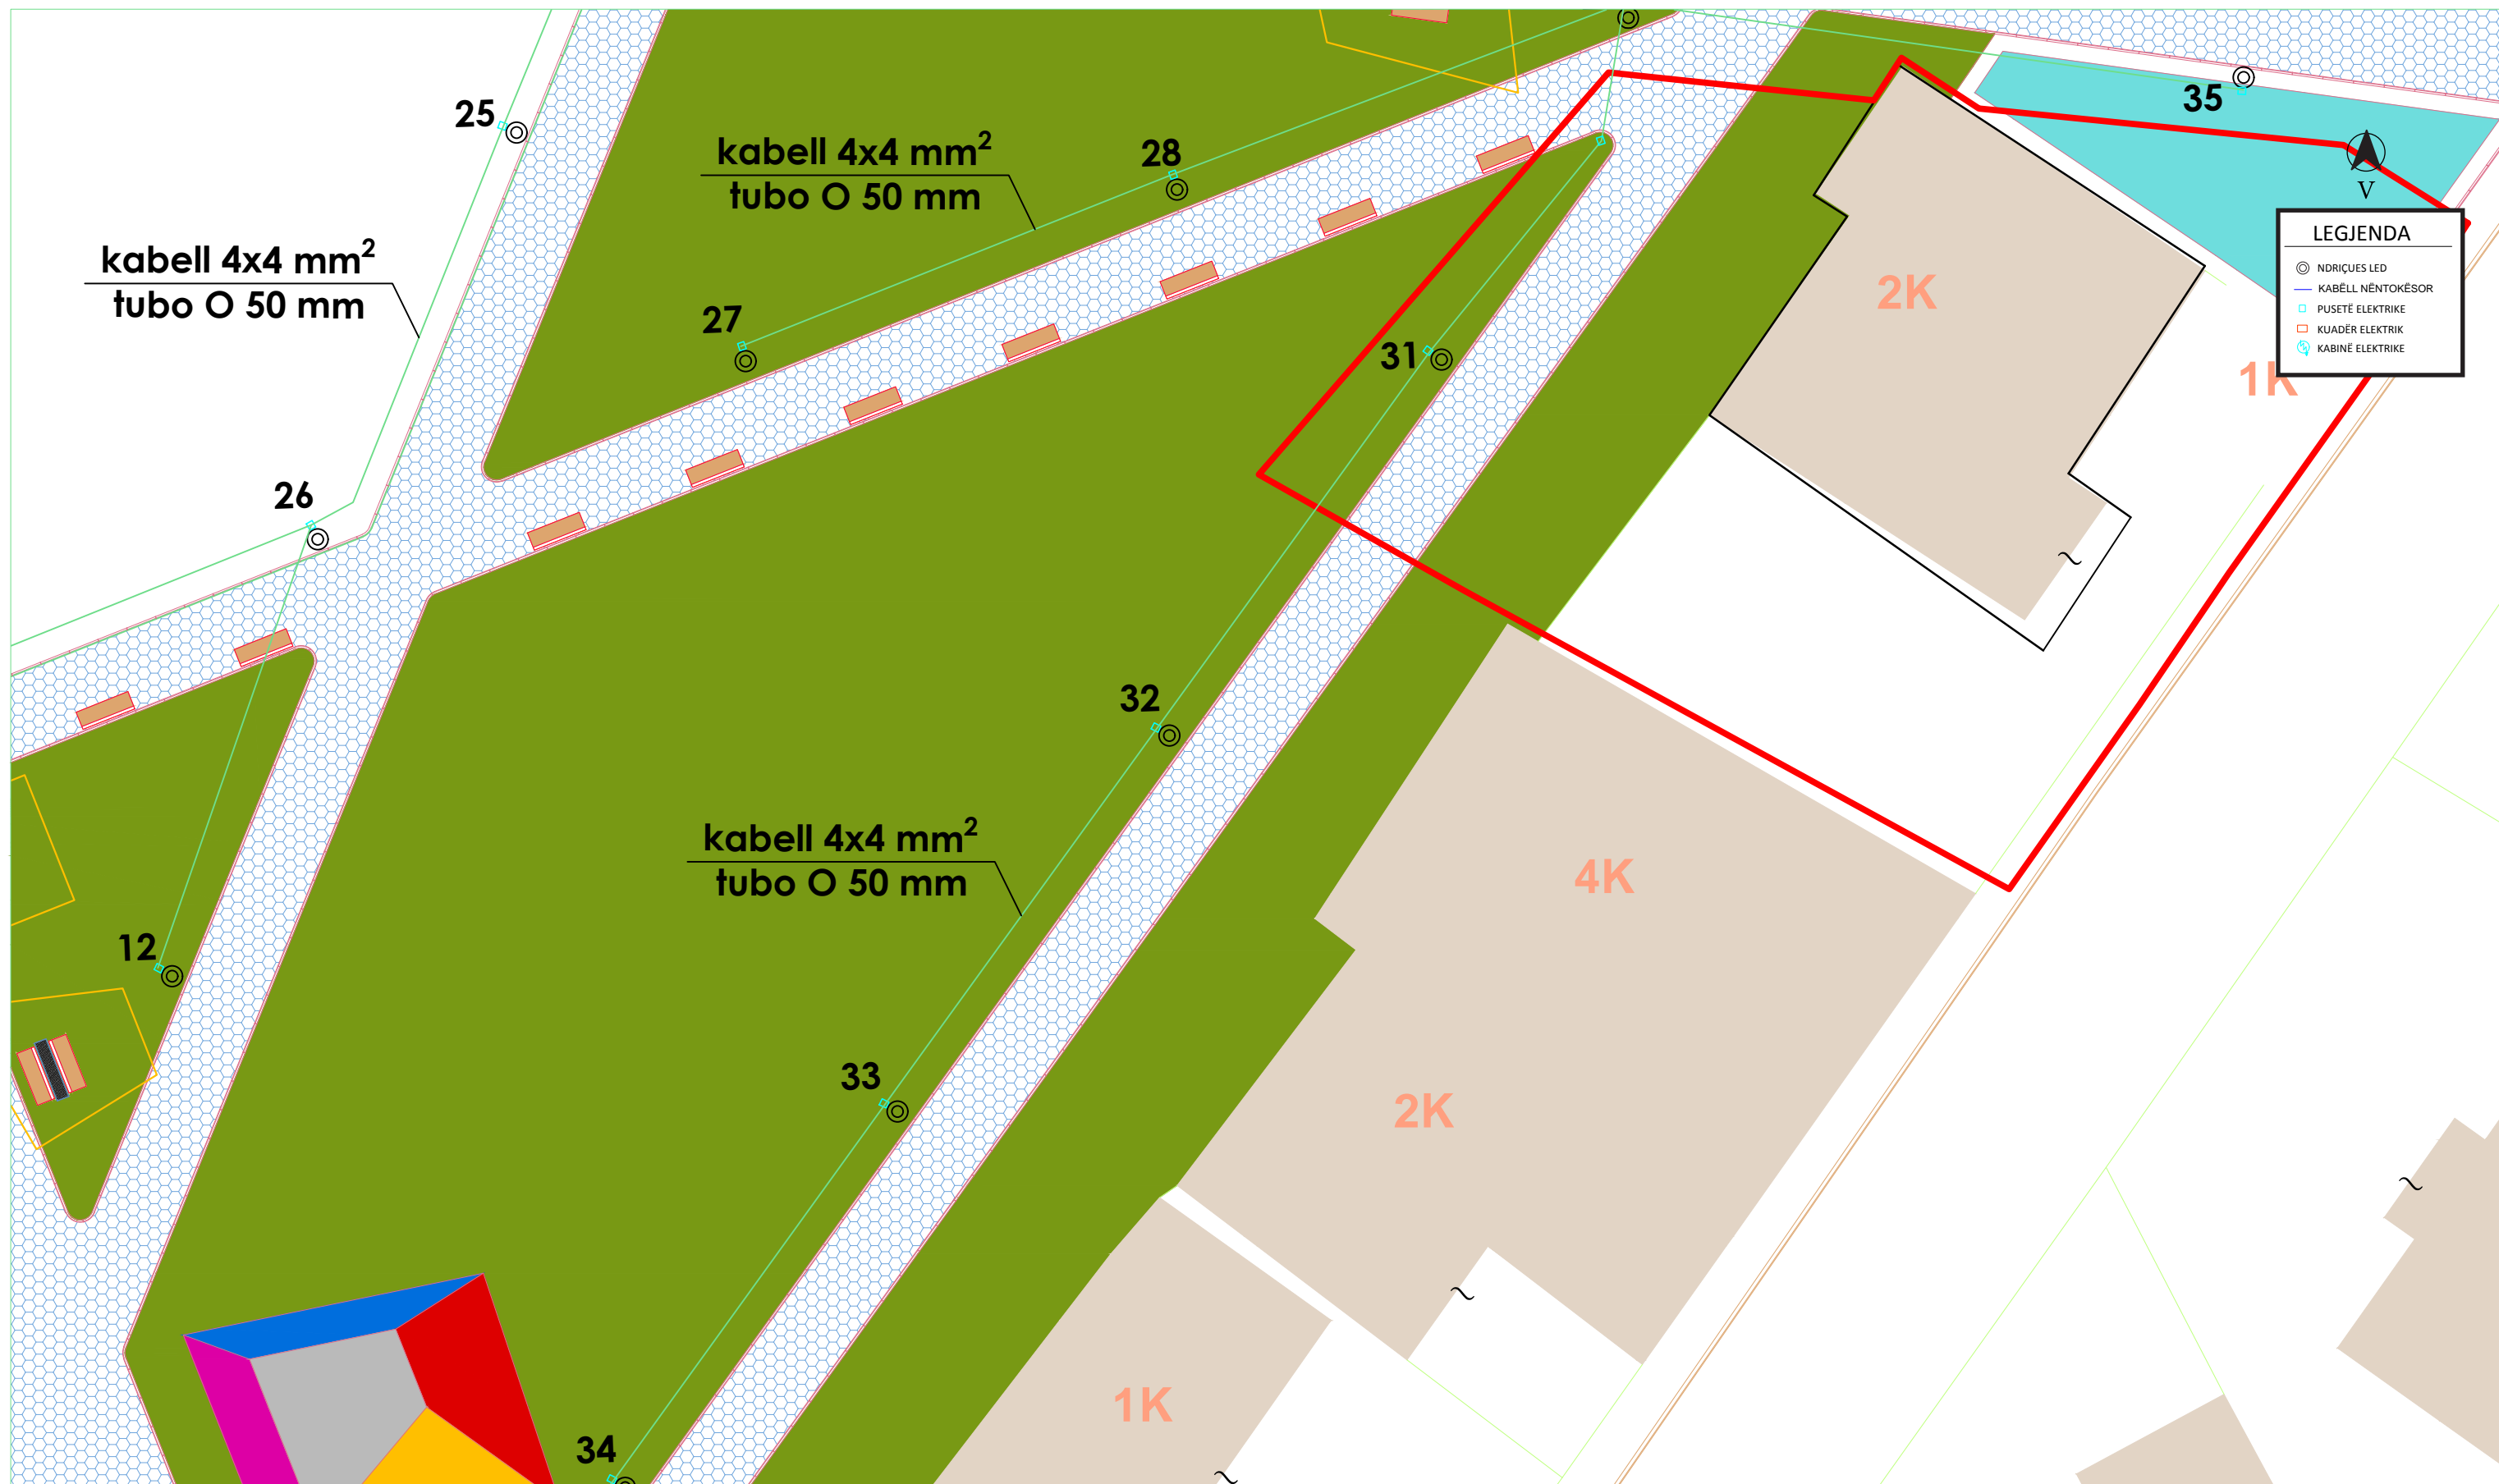 25
35
kabell 4x4 mm²
tubo O 50 mm
28
V
kabell 4x4 mm²
tubo O 50 mm
LEGJENDA
NDRIÇUES LED
KABËLL NËNTOKËSOR
PUSETË ELEKTRIKE
KUADËR ELEKTRIK
KABINË ELEKTRIKE
2K
27
31
1K
26
32
kabell 4x4 mm²
tubo O 50 mm
4K
12
33
2K
1K
34